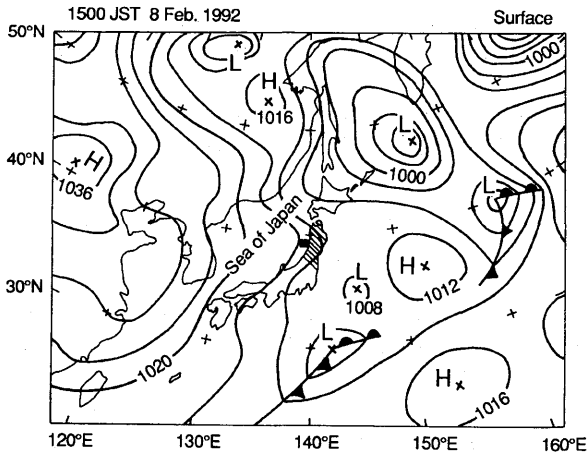 1500 JST 8 Feb. 1992 Surface
50°N
L
1000
H
1016
L
40°N
H
1036
1000
L
Sea of Japan
H
L
30°N
1012
1008
L
1020
H
1016
120°E 130°E 140°E 150°E 160°E